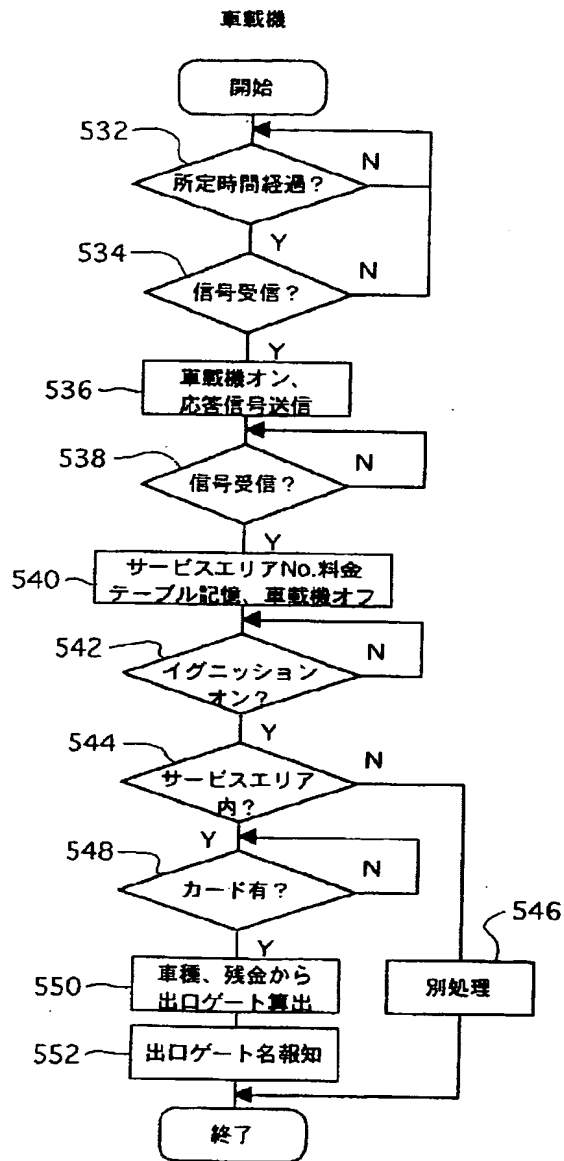 車載機
開始
532
所定時間経過?
N
Y
534
信号受信?
N
Y
536
車載機オン、
応答信号送信
538
信号受信?
N
Y
540
サービスエリアNo.料金
テーブル記憶、車載機オフ
542
イグニッション
オン?
N
Y
544
サービスエリア
内?
N
Y
548
カード有?
N
Y
546
別処理
550
車種、残金から
出口ゲート算出
552
出口ゲート名報知
終了